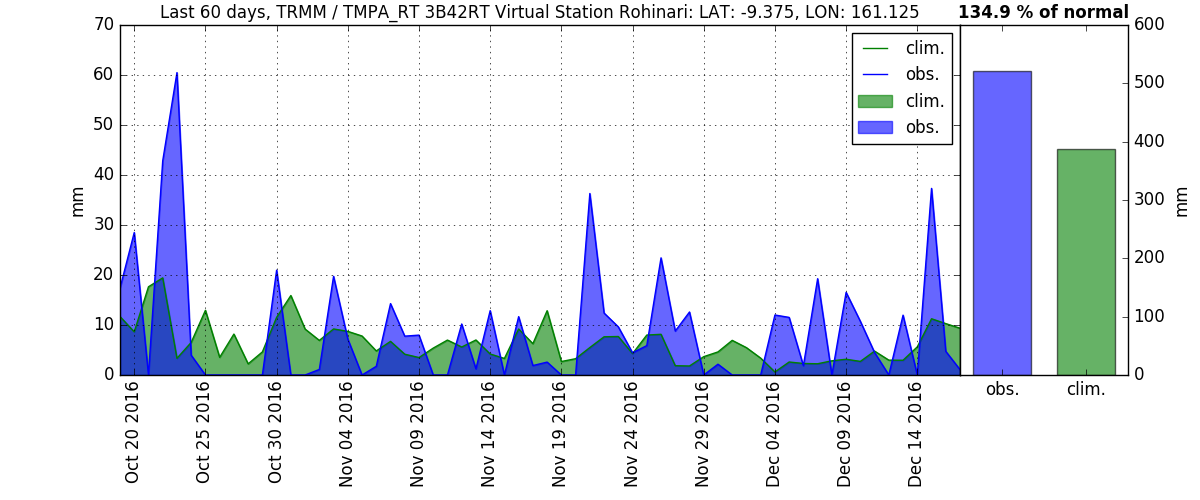 Last 60 days, TRMM / TMPA_RT 3B42RT Virtual Station Rohinari: LAT: -9.375, LON: 161.125
134.9 % of normal
mm
70
60
50
40
30
20
10
0
clim.
obs.
clim.
obs.
Oct 20 2016
Oct 25 2016
Oct 30 2016
Nov 04 2016
Nov 09 2016
Nov 14 2016
Nov 19 2016
Nov 24 2016
Nov 29 2016
Dec 04 2016
Dec 09 2016
Dec 14 2016
obs.
clim.
600
500
400
300
200
100
0
mm